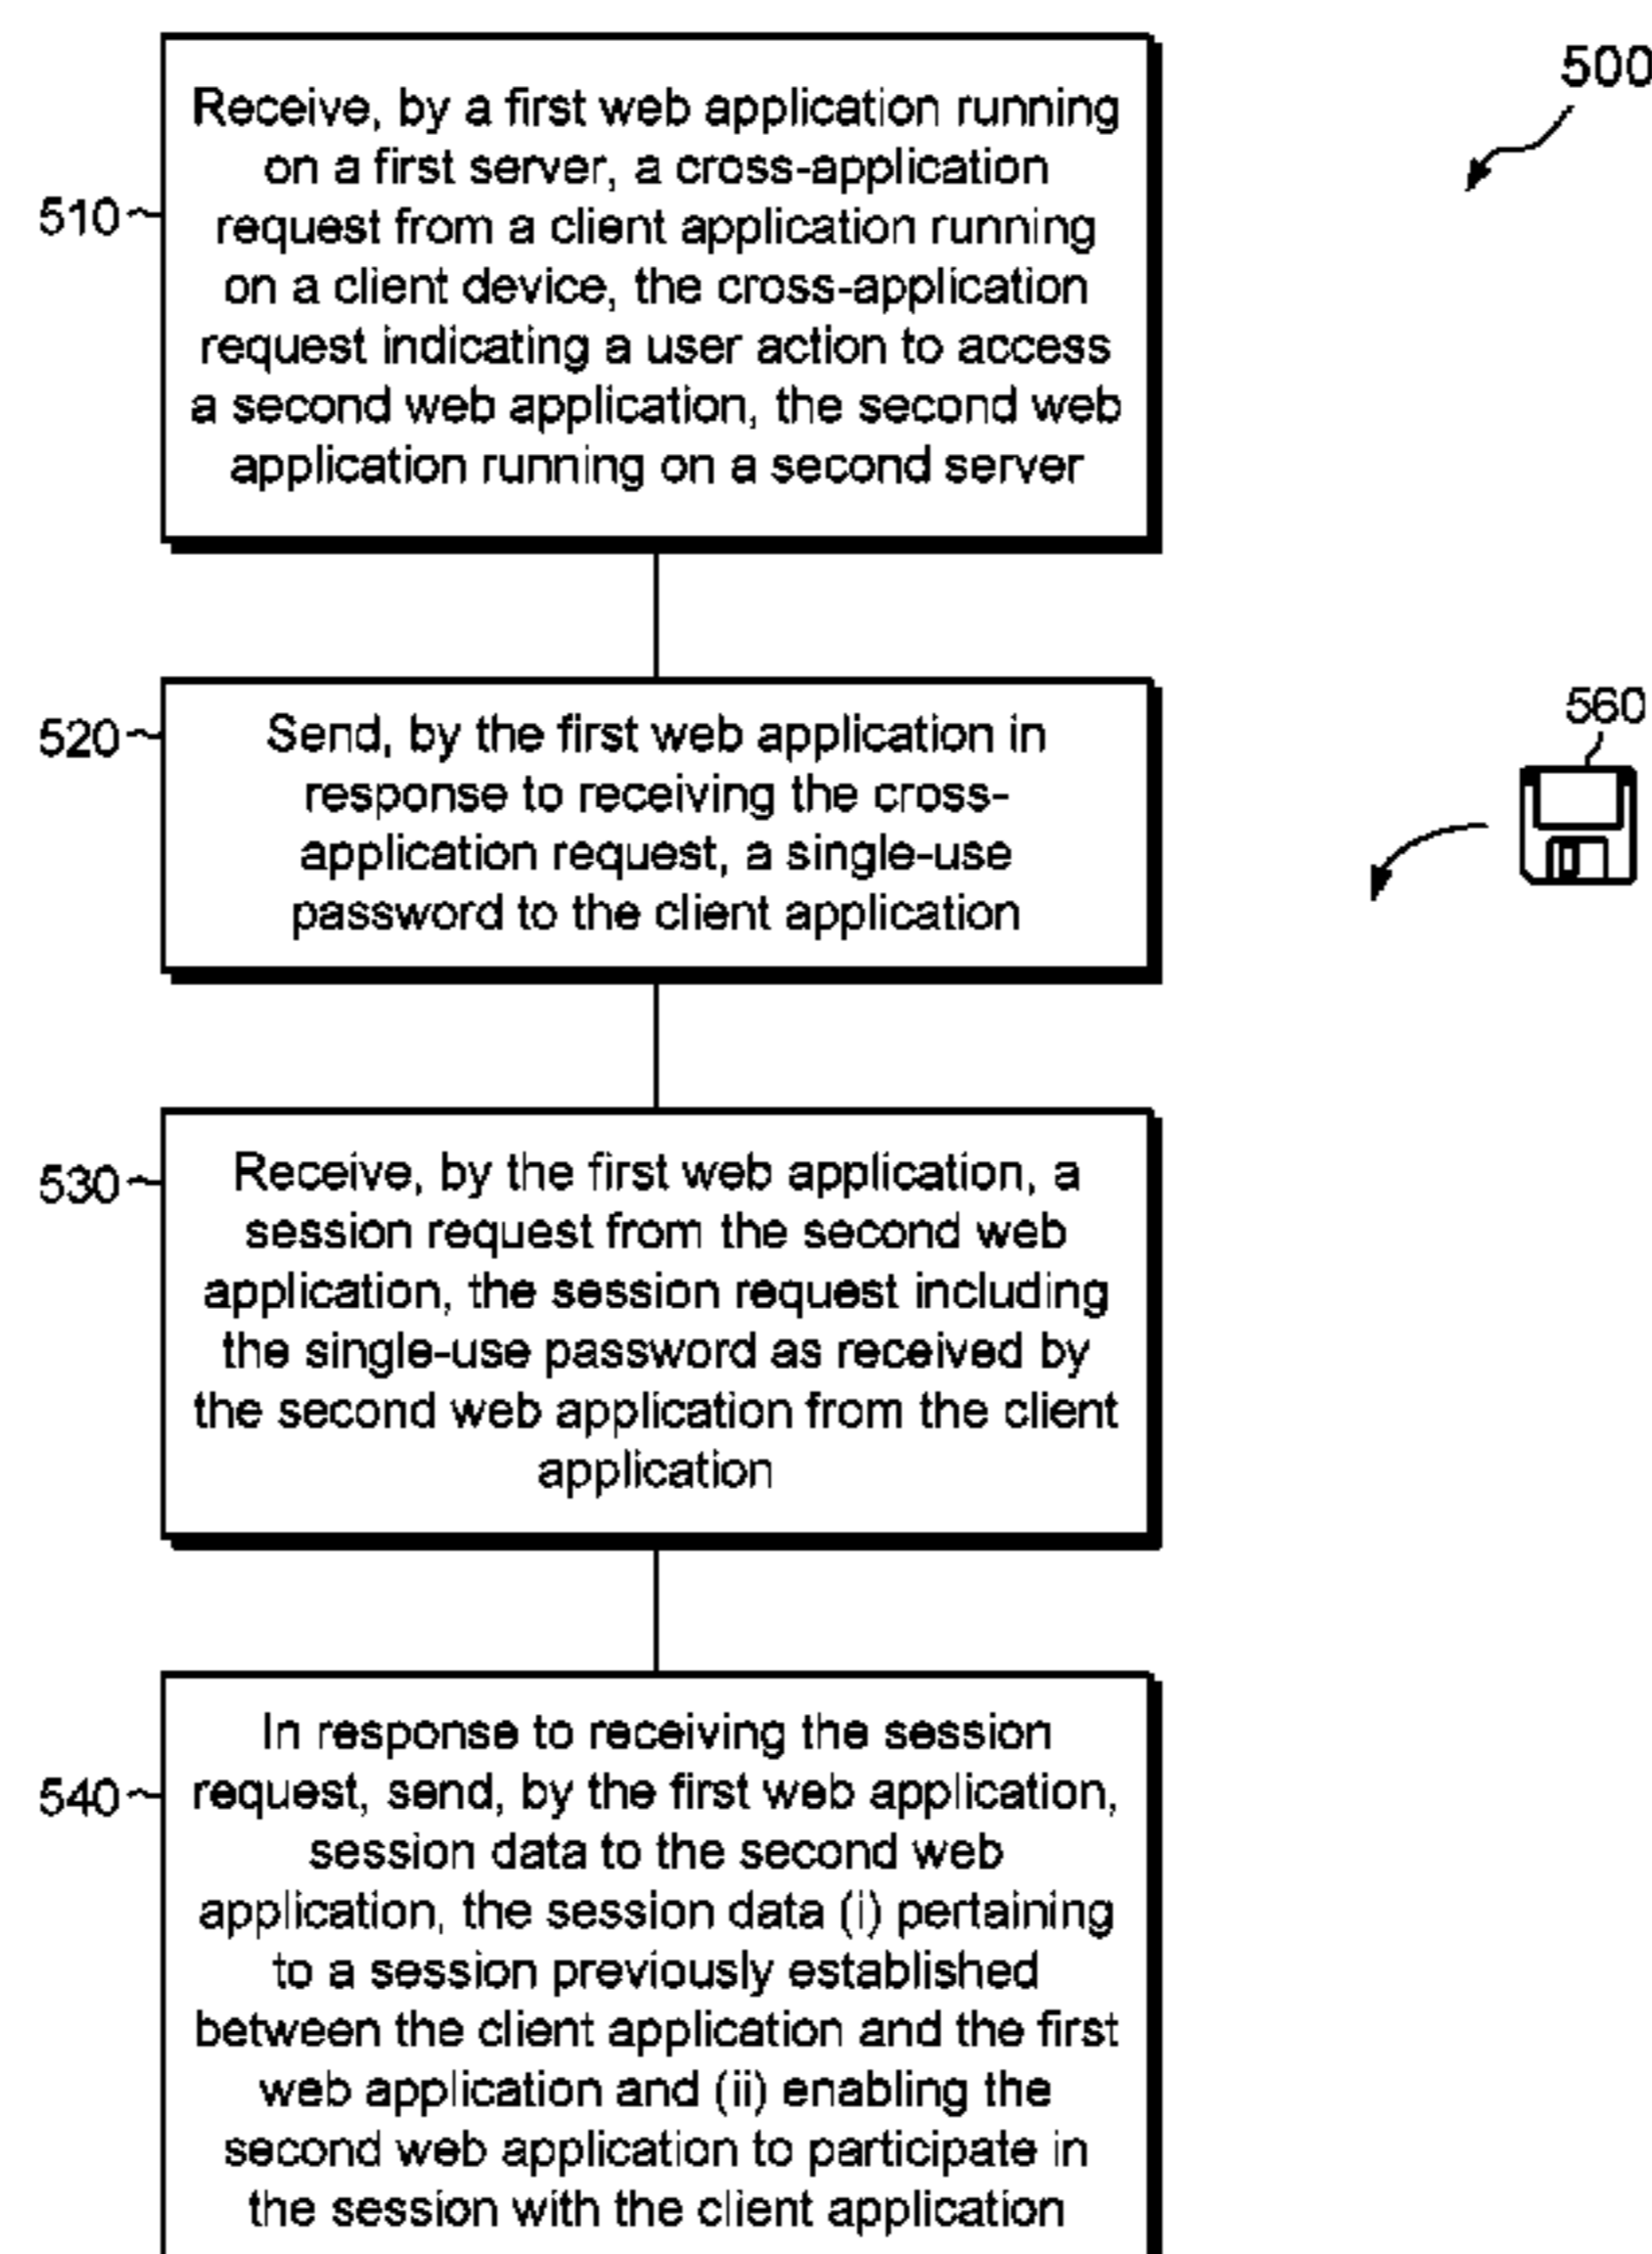 500
510
Receive, by a first web application running
on a first server, a cross-application
request from a client application running
on a client device, the cross-application
request indicating a user action to access
a second web application, the second web
application running on a second server
520
Send, by the first web application in
response to receiving the cross-
application request, a single-use
password to the client application
560
530
Receive, by the first web application, a
session request from the second web
application, the session request including
the single-use password as received by
the second web application from the client
application
540
In response to receiving the session
request, send, by the first web application,
session data to the second web
application, the session data (i) pertaining
to a session previously established
between the client application and the first
web application and (ii) enabling the
second web application to participate in
the session with the client application